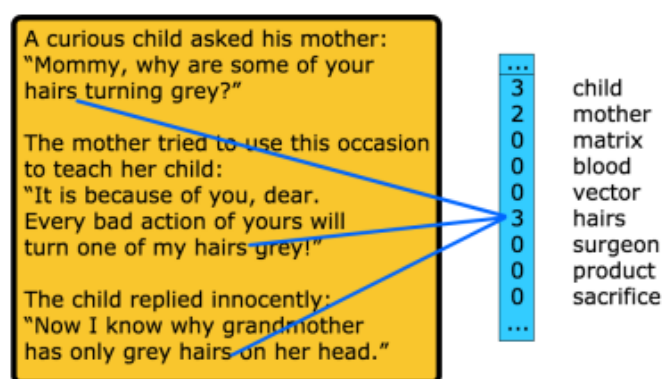 A curious child asked his mother:
“Mommy, why are some of your
hairs turning grey?”
The mother tried to use this occasion
to teach her child:
“It is because of you, dear.
Every bad action of yours will
turn one of my hairs grey!”
The child replied innocently:
“Now I know why grandmother
has only grey hairs on her head.”
...
3 child
2 mother
0 matrix
0 blood
0 vector
3 hairs
0 surgeon
0 product
0 sacrifice
...